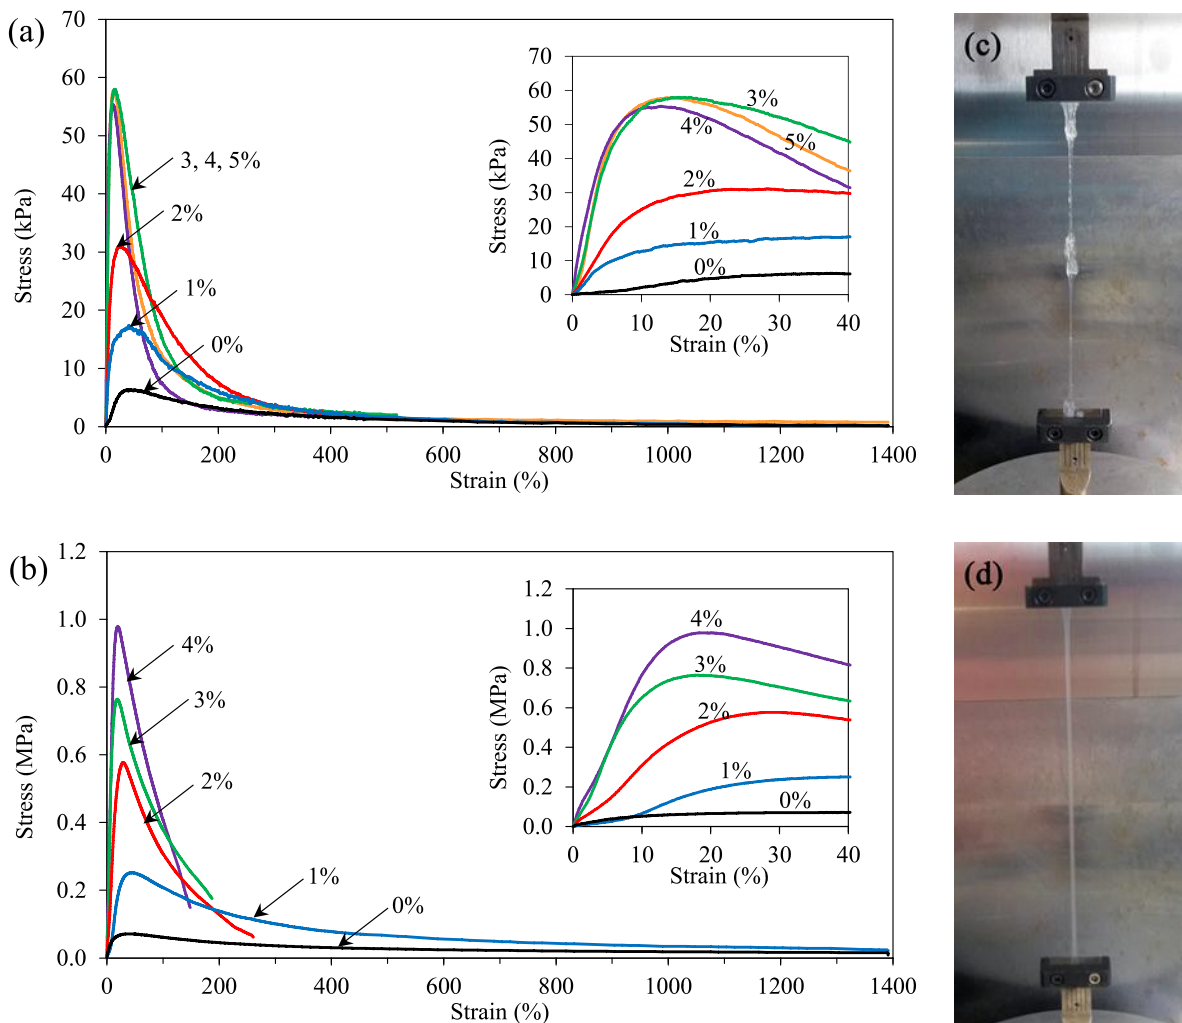 (a)
70
60
50
40
30
20
10
0
Stress (kPa)
0 200 400 600 800 1000 1200 1400
Strain (%)
3, 4, 5%
2%
1%
0%
70
60
50
40
30
20
10
0
Stress (kPa)
0 10 20 30 40
Strain (%)
3%
4%
5%
2%
1%
0%
(c)
(b)
1.2
1.0
0.8
0.6
0.4
0.2
0.0
Stress (MPa)
0 200 400 600 800 1000 1200 1400
Strain (%)
4%
3%
2%
1%
0%
1.2
1.0
0.8
0.6
0.4
0.2
0.0
Stress (MPa)
0 10 20 30 40
Strain (%)
4%
3%
2%
1%
0%
(d)